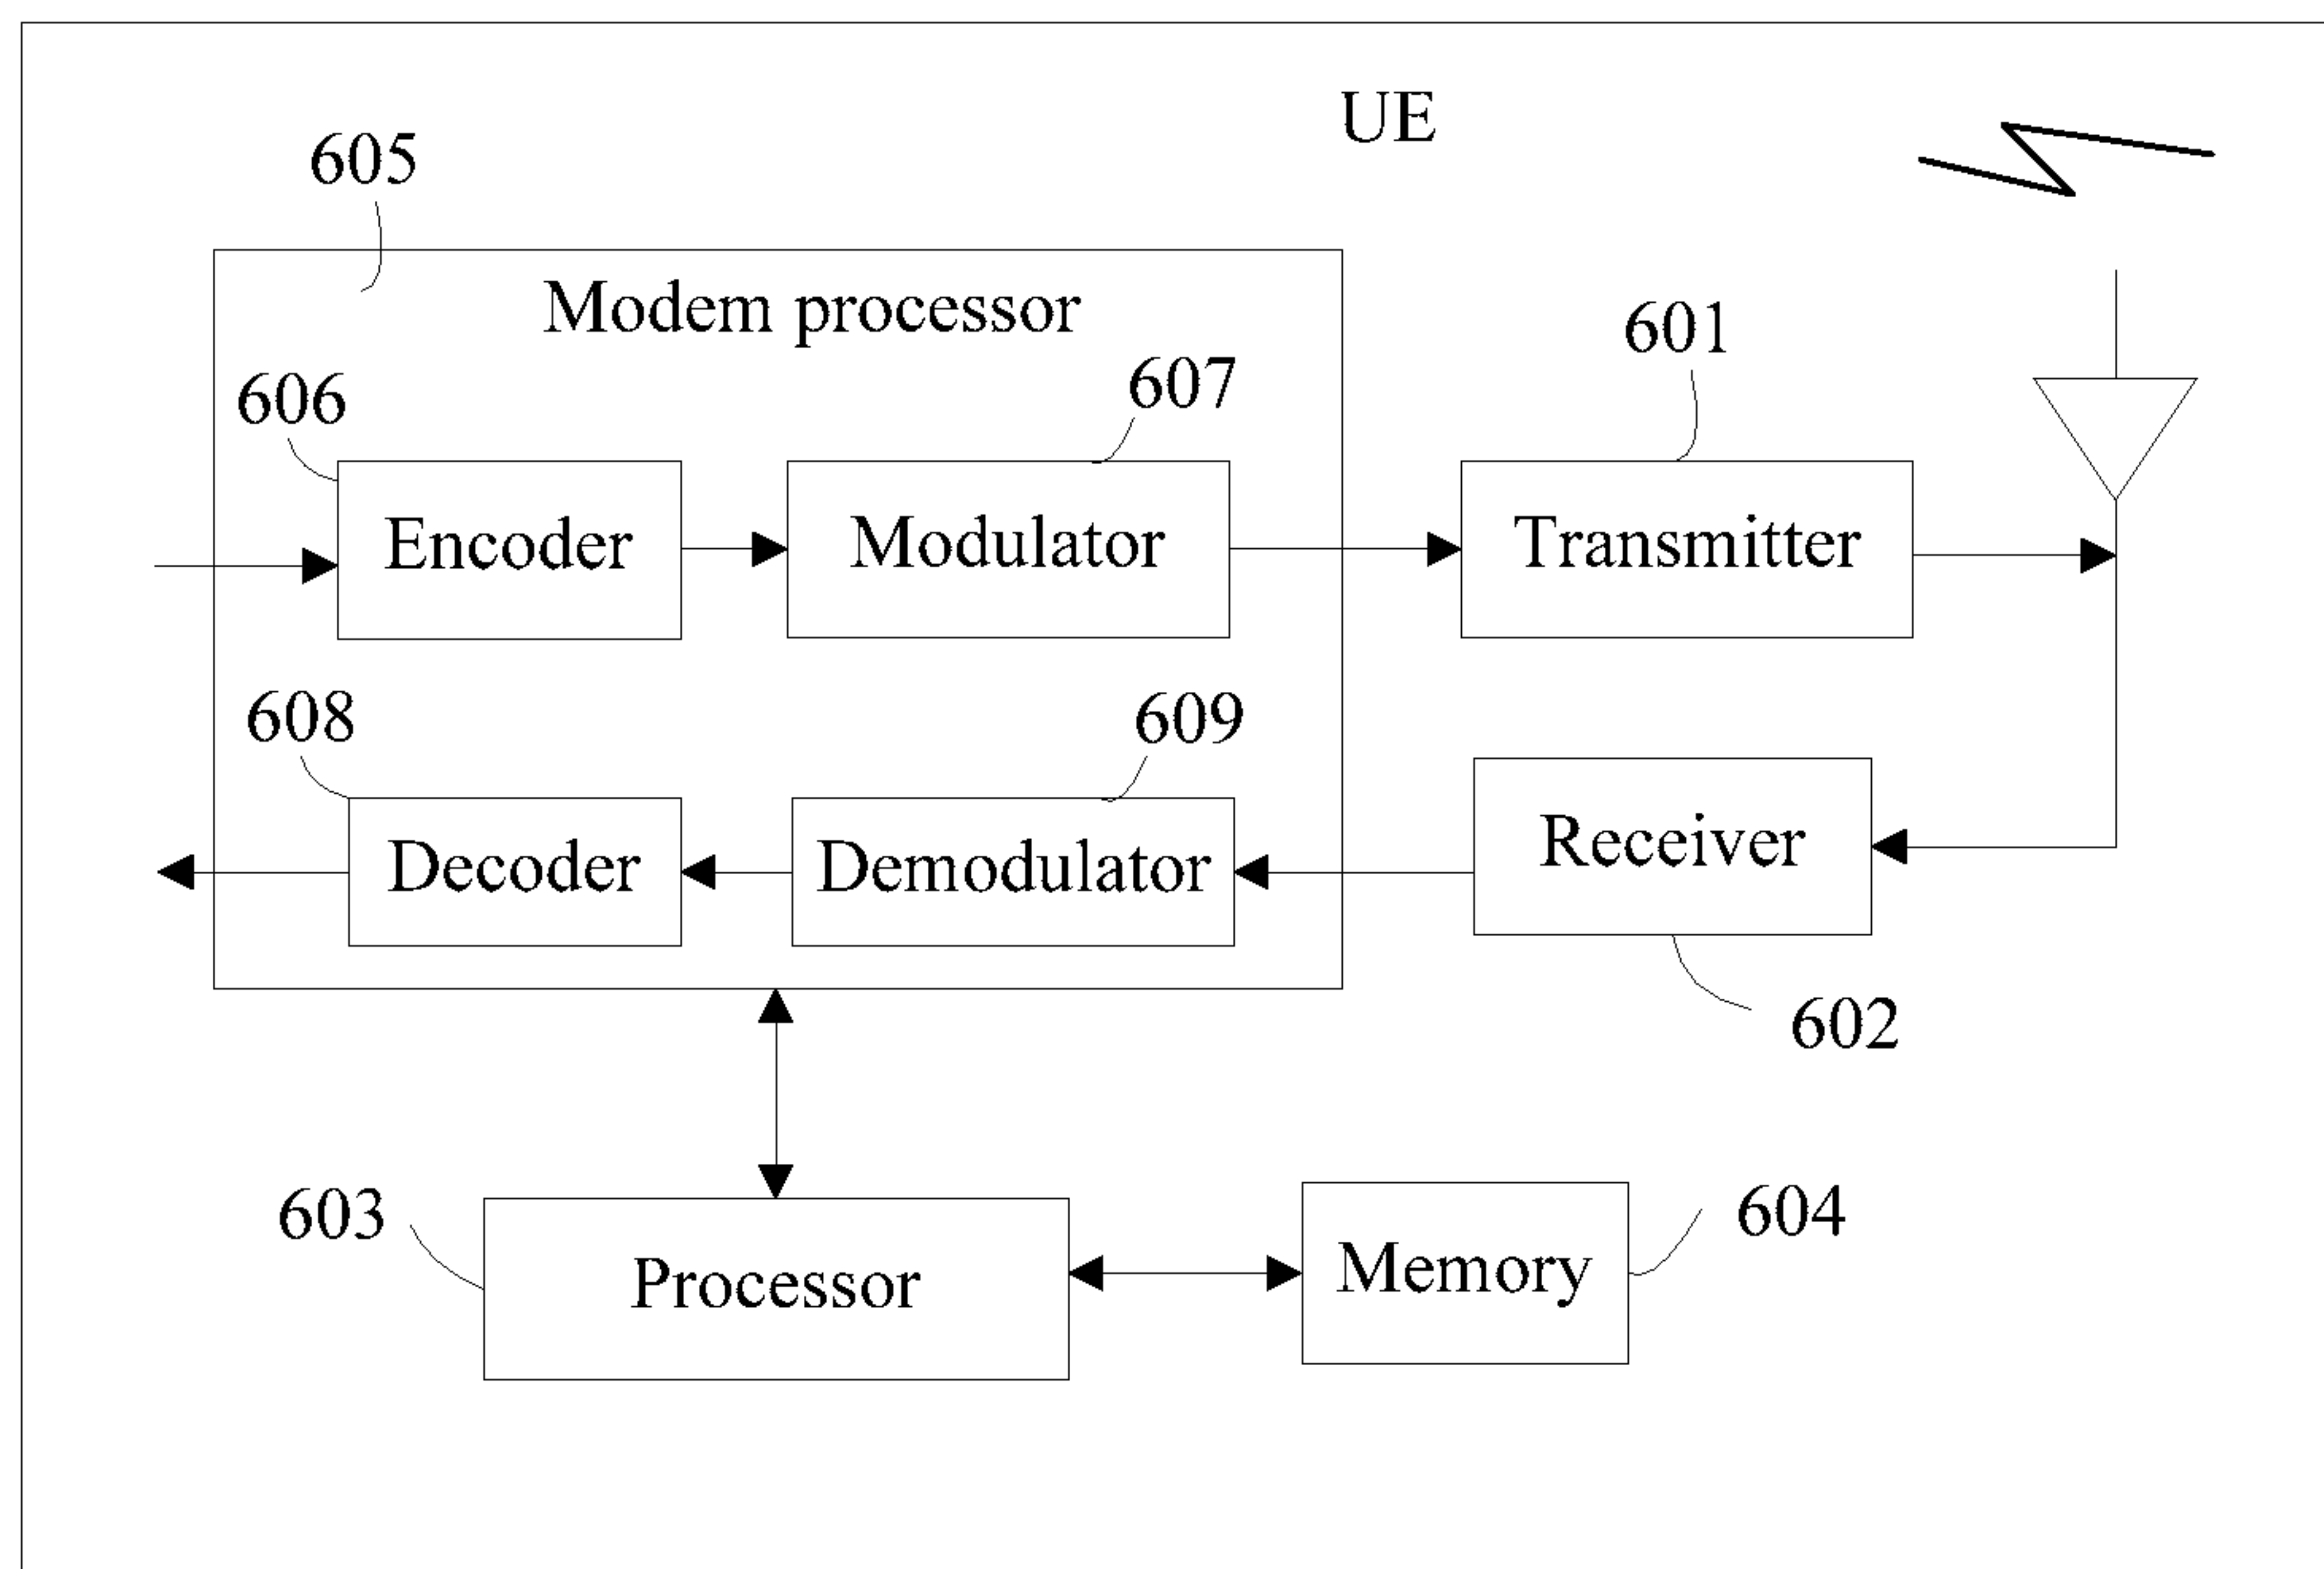 UE
605
Modem processor
601
607
606
Encoder
Modulator
Transmitter
608
609
Decoder
Demodulator
Receiver
602
603
604
Processor
Memory